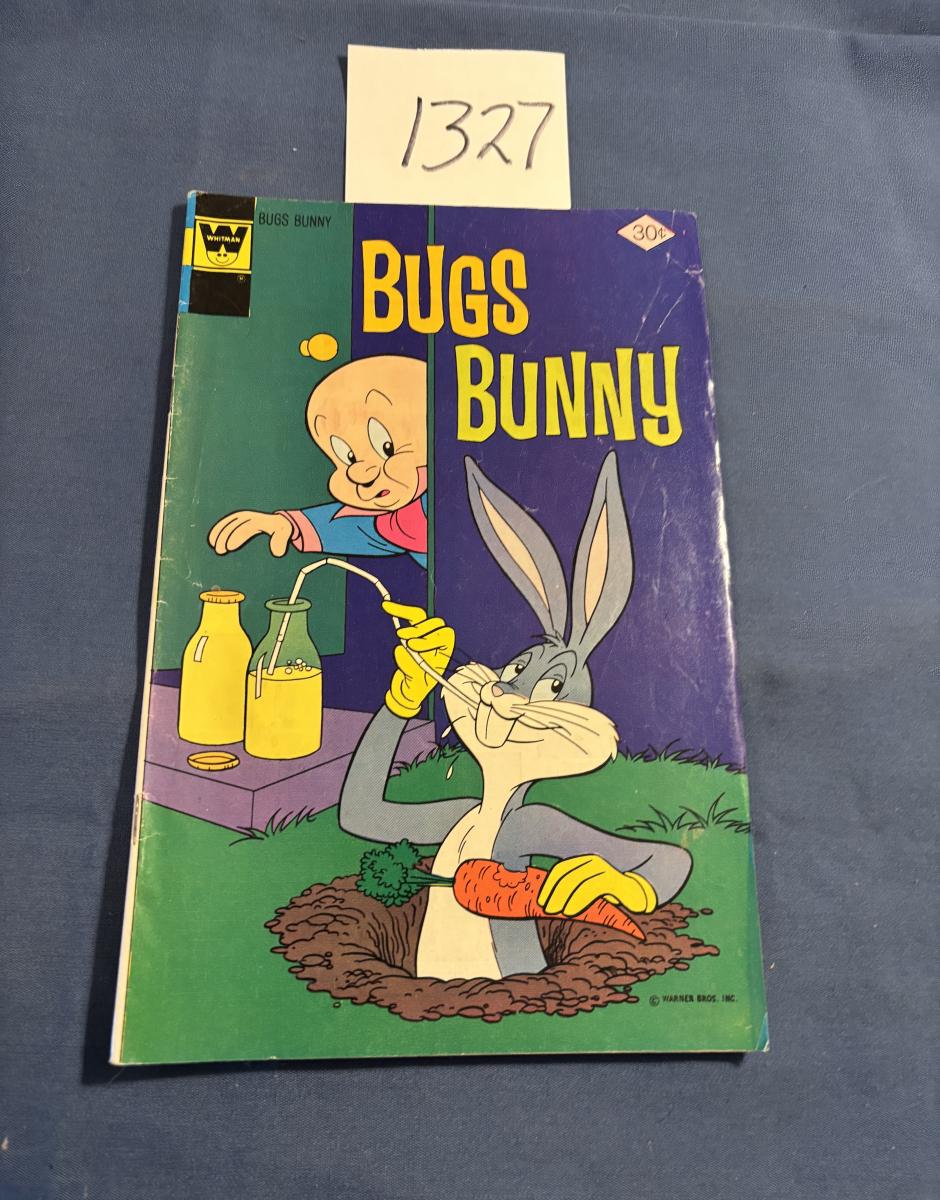 1327
WHITMAN
BUGS BUNNY
30¢
BUGS
BUNNY
© WARNER BROS. INC.